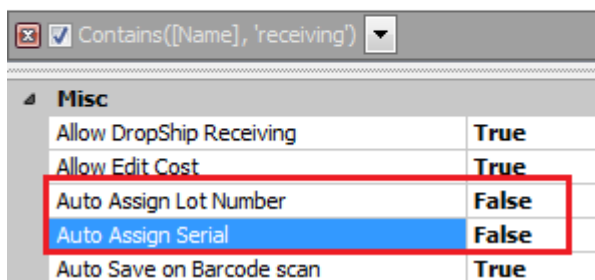 Contains([Name], 'receiving')
Misc
Allow DropShip Receiving True
Allow Edit Cost True
Auto Assign Lot Number False
Auto Assign Serial False
Auto Save on Barcode scan True